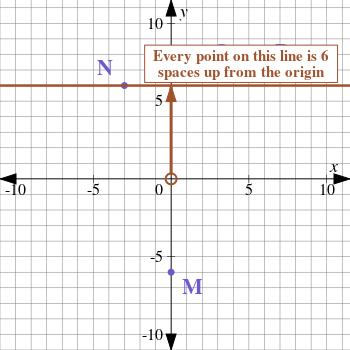 10
y
N
Every point on this line is 6
spaces up from the origin
5
x
-10
-5
0
5
10
-5
M
-10